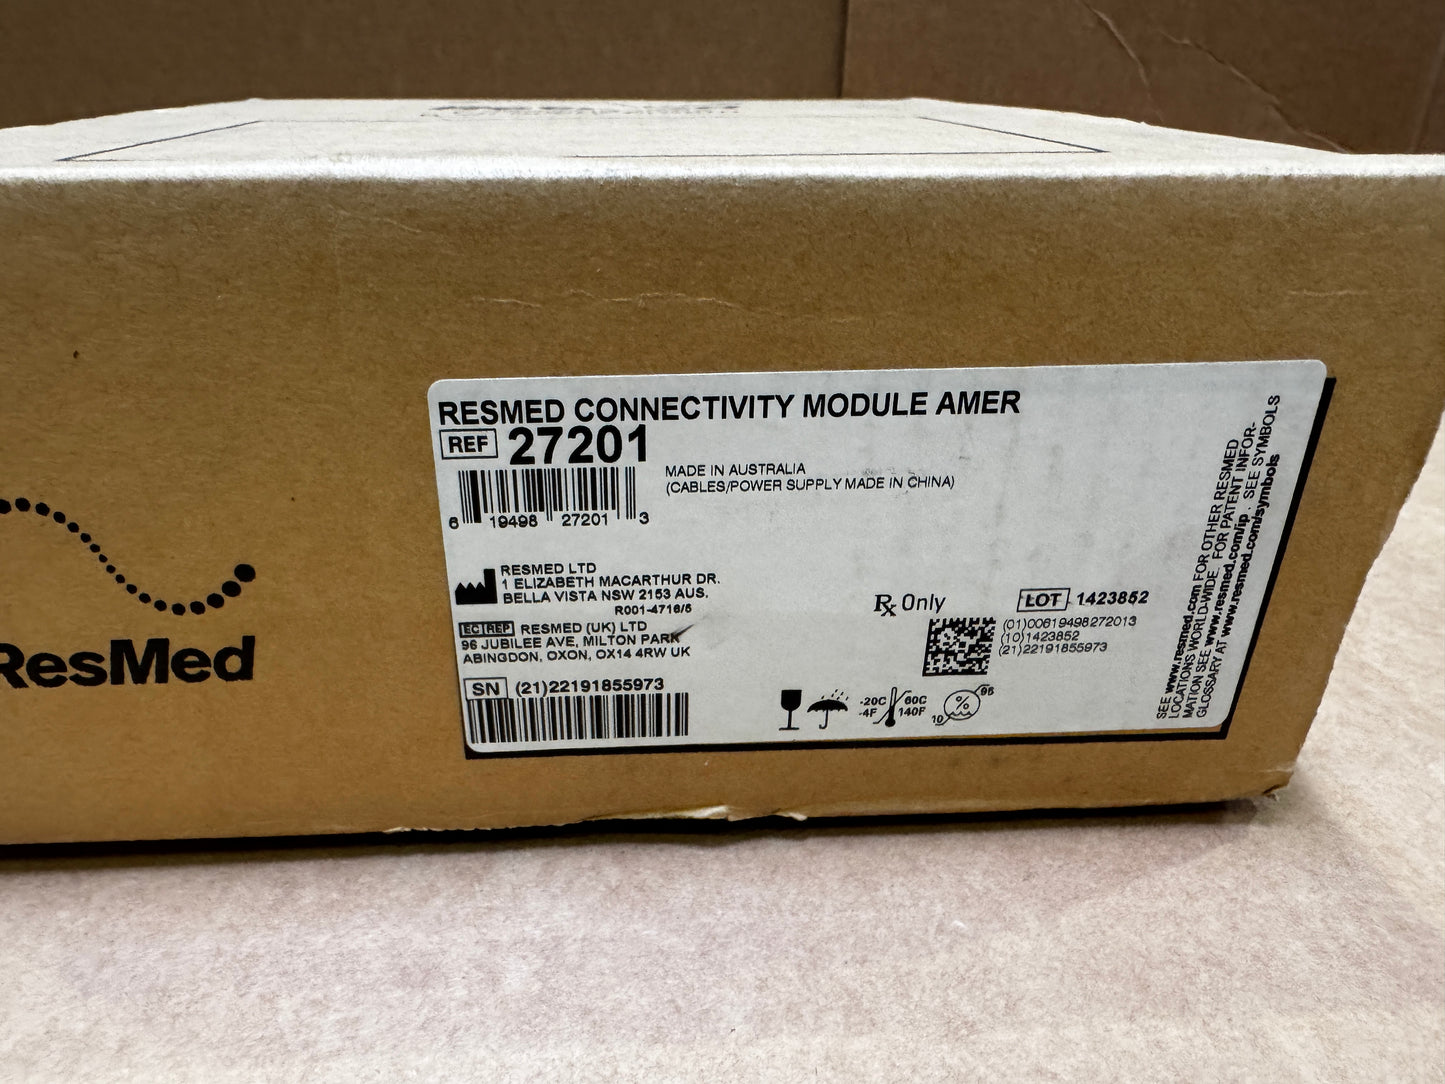 RESMED CONNECTIVITY MODULE AMER
REF 27201
MADE IN AUSTRALIA
(CABLES/POWER SUPPLY MADE IN CHINA)
6 19498 27201 3
RESMED LTD
1 ELIZABETH MACARTHUR DR.
BELLA VISTA NSW 2153 AUS.
R001-4716/6
EC REP RESMED (UK) LTD
96 JUBILEE AVE, MILTON PARK
ABINGDON, OXON, OX14 4RW UK
SN (21)22191855973
Rx Only
LOT 1423852
(01)00619498272013
(10)1423852
(21)22191855973
-20C
-4F
60C
140F
10 % 95
SEE www.resmed.com FOR OTHER RESMED
LOCATIONS WORLD-WIDE. FOR PATENT INFOR-
MATION SEE www.resmed.com/ip . SEE SYMBOLS
GLOSSARY AT www.resmed.com/symbols
ResMed